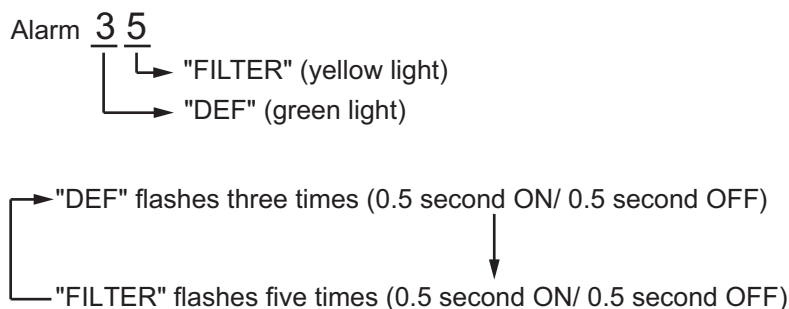 Alarm 3 5
"FILTER" (yellow light)
"DEF" (green light)
"DEF" flashes three times (0.5 second ON/ 0.5 second OFF)
"FILTER" flashes five times (0.5 second ON/ 0.5 second OFF)